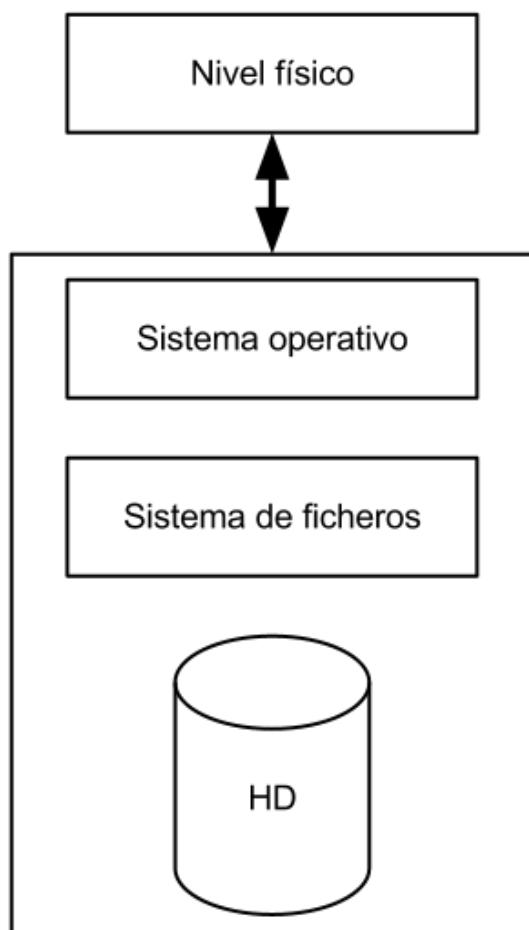 Nivel físico
Sistema operativo
Sistema de ficheros
HD